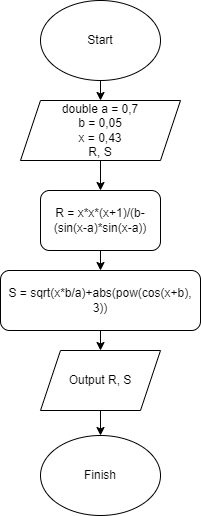 Start
double a = 0,7
b = 0,05
x = 0,43
R, S
R = x*x*(x+1)/(b-
(sin(x-a)*sin(x-a))
S = sqrt(x*b/a)+abs(pow(cos(x+b),
3))
Output R, S
Finish